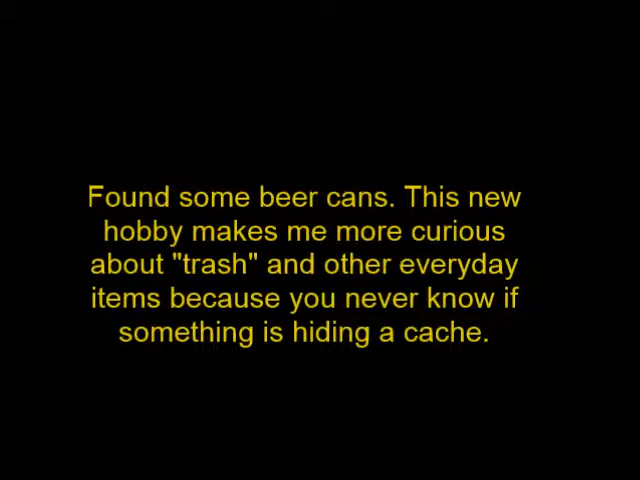 Found some beer cans. This new
hobby makes me more curious
about "trash" and other everyday
items because you never know if
something is hiding a cache.